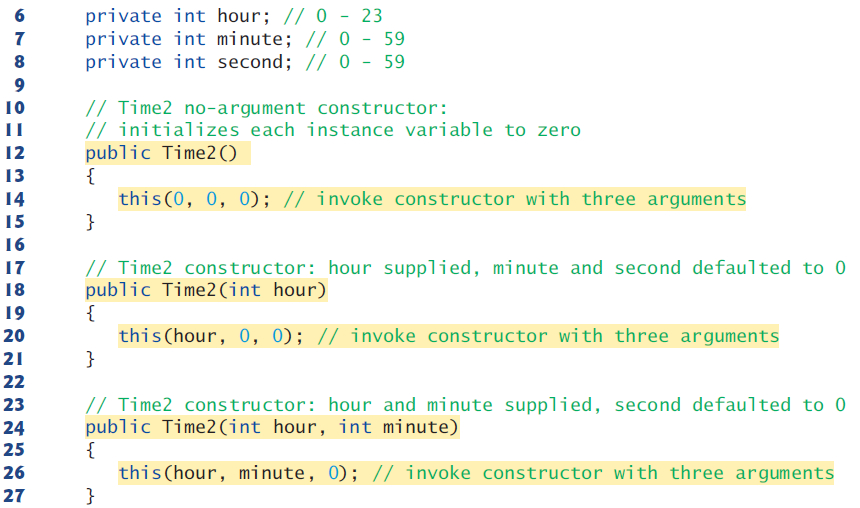 6 private int hour; // 0 - 23
7 private int minute; // 0 - 59
8 private int second; // 0 - 59
9
10 // Time2 no-argument constructor:
11 // initializes each instance variable to zero
12 public Time2()
13 {
14 this(0, 0, 0); // invoke constructor with three arguments
15 }
16
17 // Time2 constructor: hour supplied, minute and second defaulted to 0
18 public Time2(int hour)
19 {
20 this(hour, 0, 0); // invoke constructor with three arguments
21 }
22
23 // Time2 constructor: hour and minute supplied, second defaulted to 0
24 public Time2(int hour, int minute)
25 {
26 this(hour, minute, 0); // invoke constructor with three arguments
27 }